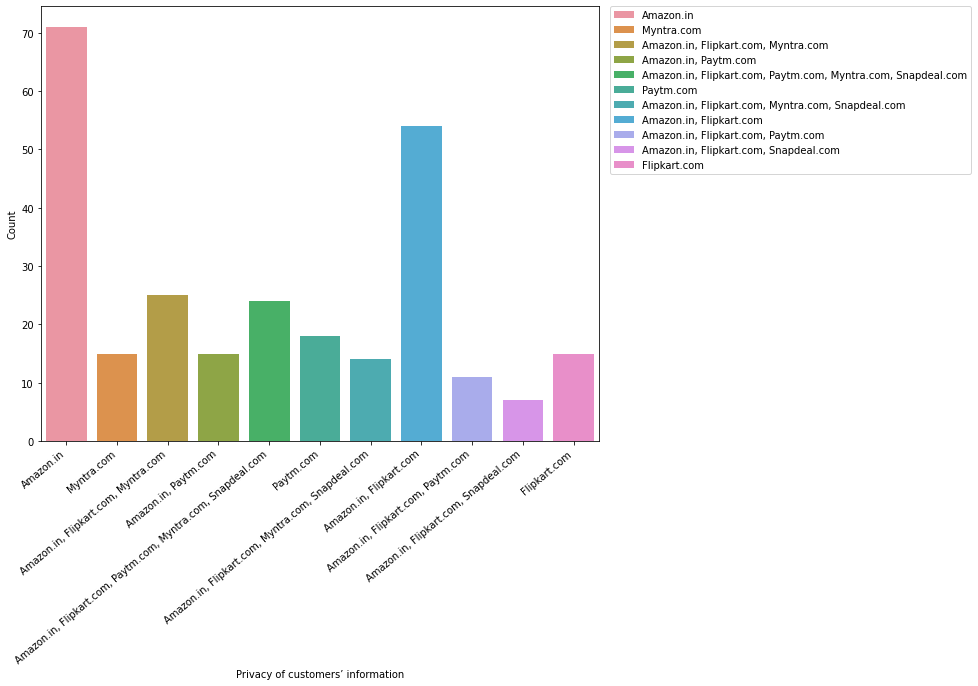 70
60
50
40
30
20
10
0
Count
Amazon.in
Myntra.com
Amazon.in, Flipkart.com, Myntra.com
Amazon.in, Paytm.com
Amazon.in, Flipkart.com, Paytm.com, Myntra.com, Snapdeal.com
Paytm.com
Amazon.in, Flipkart.com, Myntra.com, Snapdeal.com
Amazon.in, Flipkart.com
Amazon.in, Flipkart.com, Paytm.com
Amazon.in, Flipkart.com, Snapdeal.com
Flipkart.com
Privacy of customers’ information
Amazon.in
Myntra.com
Amazon.in, Flipkart.com, Myntra.com
Amazon.in, Paytm.com
Amazon.in, Flipkart.com, Paytm.com, Myntra.com, Snapdeal.com
Paytm.com
Amazon.in, Flipkart.com, Myntra.com, Snapdeal.com
Amazon.in, Flipkart.com
Amazon.in, Flipkart.com, Paytm.com
Amazon.in, Flipkart.com, Snapdeal.com
Flipkart.com